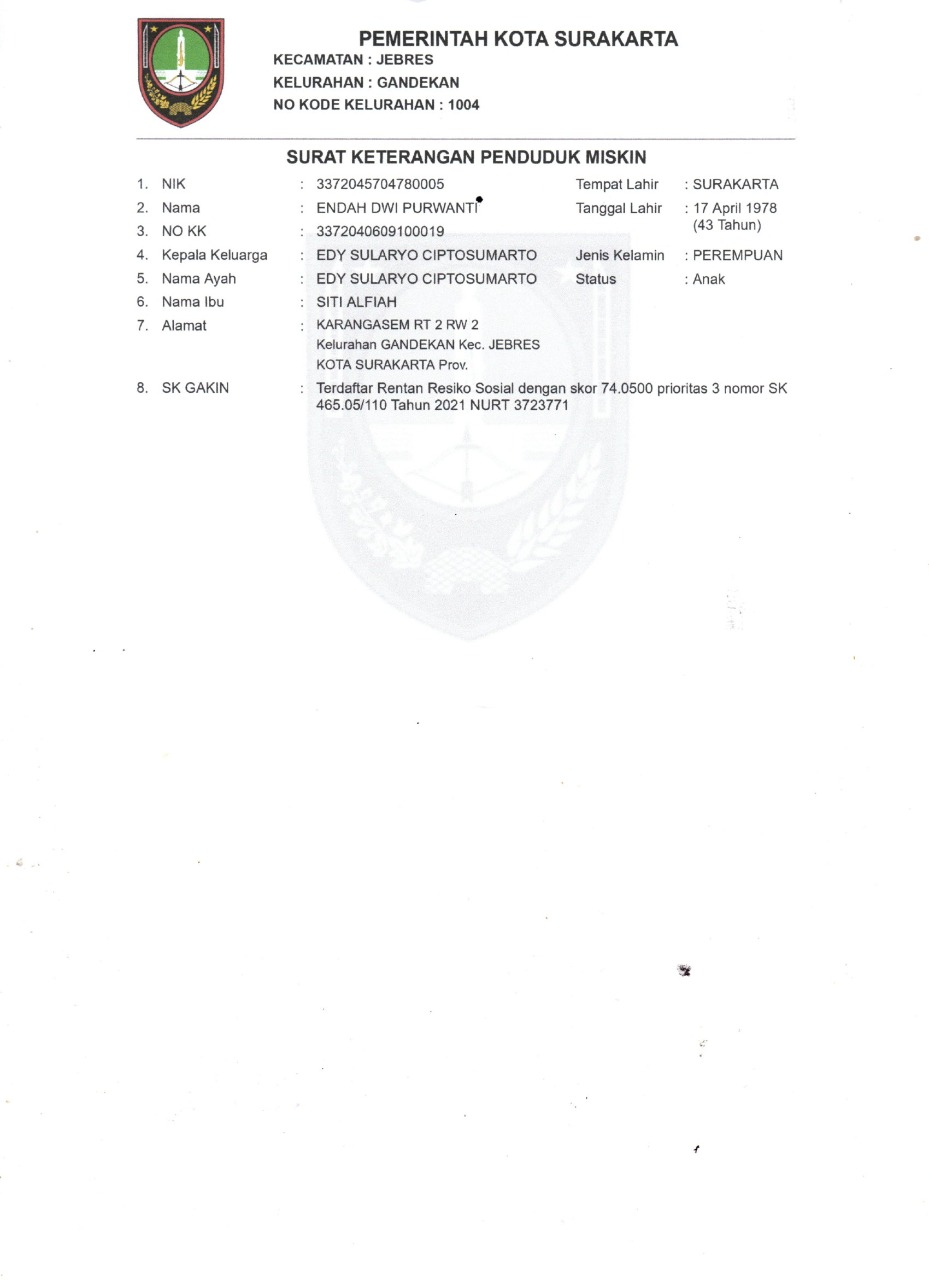 PEMERINTAH KOTA SURAKARTA
KECAMATAN : JEBRES
KELURAHAN : GANDEKAN
NO KODE KELURAHAN : 1004
SURAT KETERANGAN PENDUDUK MISKIN
1. NIK : 3372045704780005 Tempat Lahir : SURAKARTA
2. Nama : ENDAH DWI PURWANTI Tanggal Lahir : 17 April 1978
(43 Tahun)
3. NO KK : 3372040609100019
4. Kepala Keluarga : EDY SULARYO CIPTOSUMARTO Jenis Kelamin : PEREMPUAN
5. Nama Ayah : EDY SULARYO CIPTOSUMARTO Status : Anak
6. Nama Ibu : SITI ALFIAH
7. Alamat : KARANGASEM RT 2 RW 2
Kelurahan GANDEKAN Kec. JEBRES
KOTA SURAKARTA Prov.
8. SK GAKIN : Terdaftar Rentan Resiko Sosial dengan skor 74.0500 prioritas 3 nomor SK
465.05/110 Tahun 2021 NURT 3723771